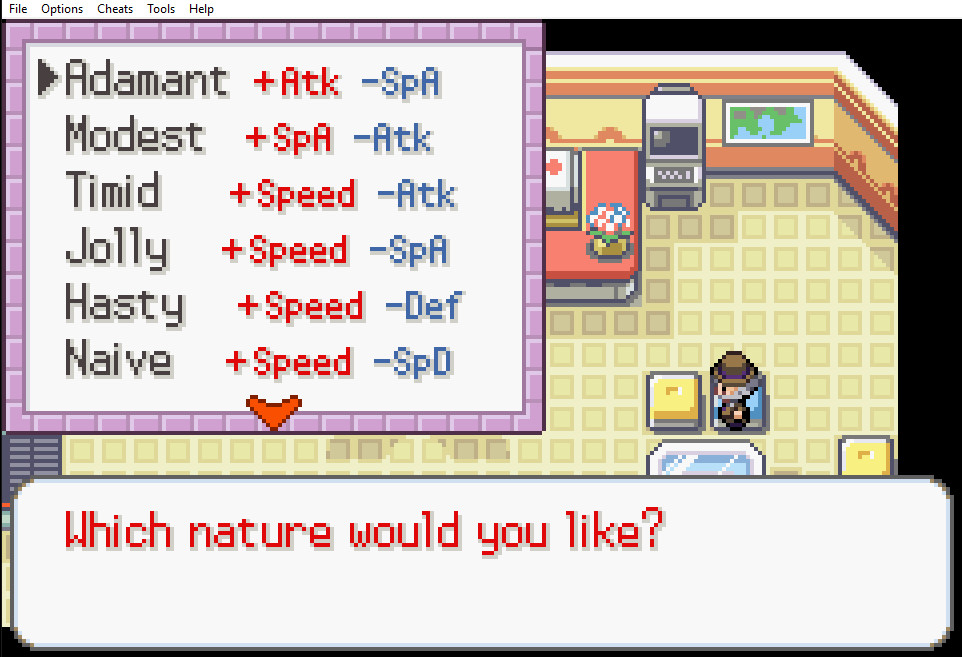 File Options Cheats Tools Help
Adamant +Atk -SpA
Modest +SpA -Atk
Timid +Speed -Atk
Jolly +Speed -SpA
Hasty +Speed -Def
Naive +Speed -SpD
Which nature would you like?